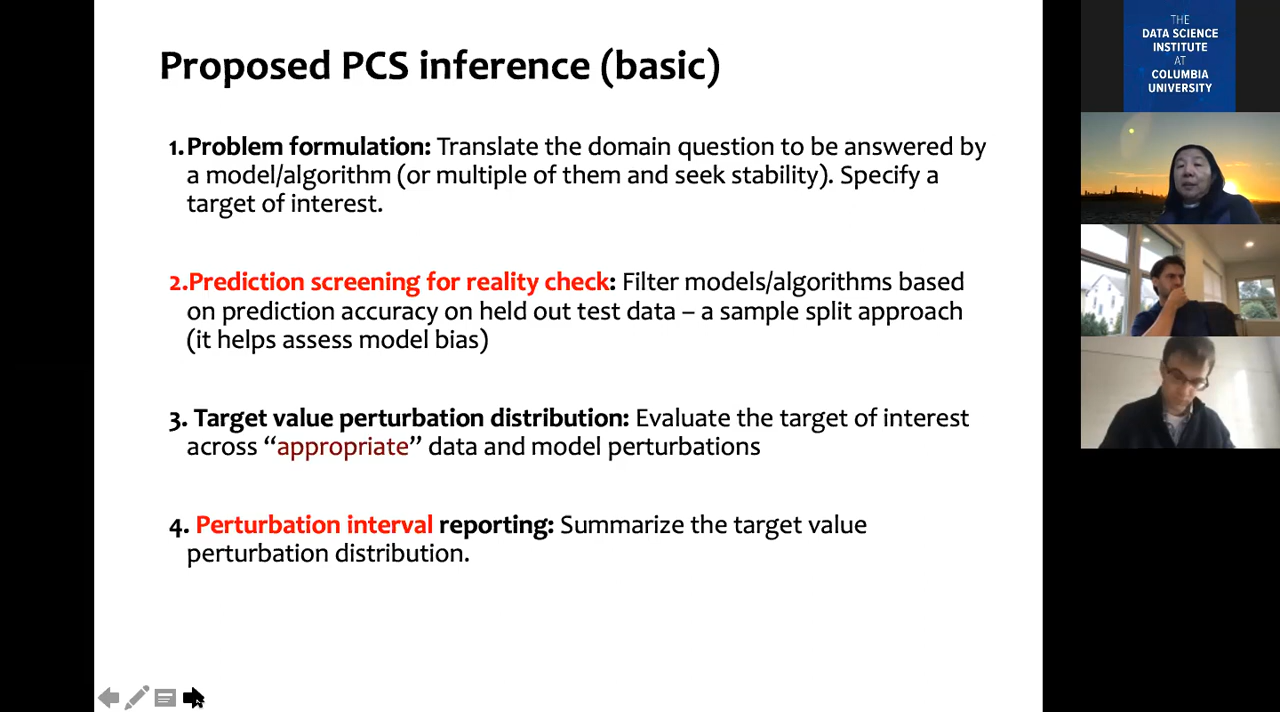 Proposed PCS inference (basic)
1. Problem formulation: Translate the domain question to be answered by
a model/algorithm (or multiple of them and seek stability). Specify a
target of interest.
2.Prediction screening for reality check: Filter models/algorithms based
on prediction accuracy on held out test data – a sample split approach
(it helps assess model bias)
3. Target value perturbation distribution: Evaluate the target of interest
across “appropriate” data and model perturbations
4. Perturbation interval reporting: Summarize the target value
perturbation distribution.
THE
DATA SCIENCE
INSTITUTE
AT
COLUMBIA
UNIVERSITY